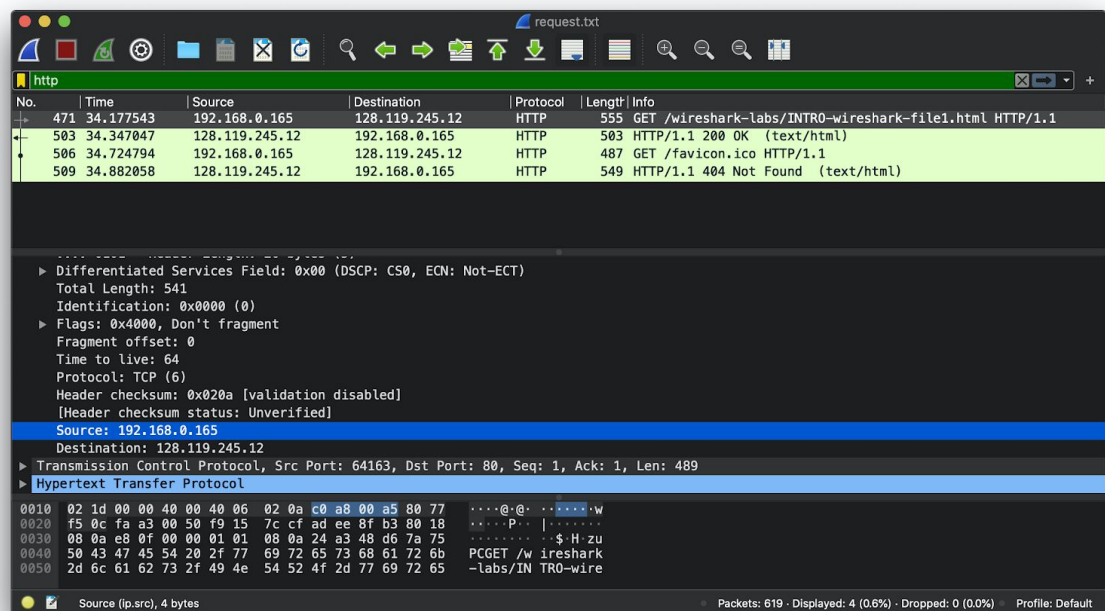 request.txt
http
+
No. Time Source Destination Protocol Length Info
471 34.177543 192.168.0.165 128.119.245.12 HTTP 555 GET /wireshark-labs/INTRO-wireshark-file1.html HTTP/1.1
503 34.347047 128.119.245.12 192.168.0.165 HTTP 503 HTTP/1.1 200 OK (text/html)
506 34.724794 192.168.0.165 128.119.245.12 HTTP 487 GET /favicon.ico HTTP/1.1
509 34.882058 128.119.245.12 192.168.0.165 HTTP 549 HTTP/1.1 404 Not Found (text/html)
Differentiated Services Field: 0x00 (DSCP: CS0, ECN: Not-ECT)
Total Length: 541
Identification: 0x0000 (0)
Flags: 0x4000, Don't fragment
Fragment offset: 0
Time to live: 64
Protocol: TCP (6)
Header checksum: 0x020a [validation disabled]
[Header checksum status: Unverified]
Source: 192.168.0.165
Destination: 128.119.245.12
Transmission Control Protocol, Src Port: 64163, Dst Port: 80, Seq: 1, Ack: 1, Len: 489
Hypertext Transfer Protocol
0010 02 1d 00 00 40 00 40 06 02 0a c0 a8 00 a5 80 77 ····@·@· ·······w
0020 f5 0c fa a3 00 50 f9 15 7c cf ad ee 8f b3 80 18 ·····P·· |·······
0030 08 0a e8 0f 00 00 01 01 08 0a 24 a3 48 d6 7a 75 ········ ··$·H·zu
0040 50 43 47 45 54 20 2f 77 69 72 65 73 68 61 72 6b PCGET /w ireshark
0050 2d 6c 61 62 73 2f 49 4e 54 52 4f 2d 77 69 72 65 -labs/IN TRO-wire
Source (ip.src), 4 bytes Packets: 619 · Displayed: 4 (0.6%) · Dropped: 0 (0.0%) Profile: Default